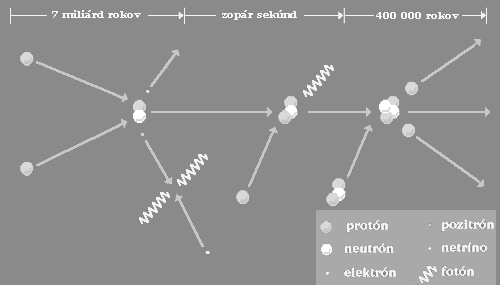 7 miliárd rokov
zopár sekúnd
400 000 rokov
protón
pozitrón
neutrón
netríno
elektrón
fotón